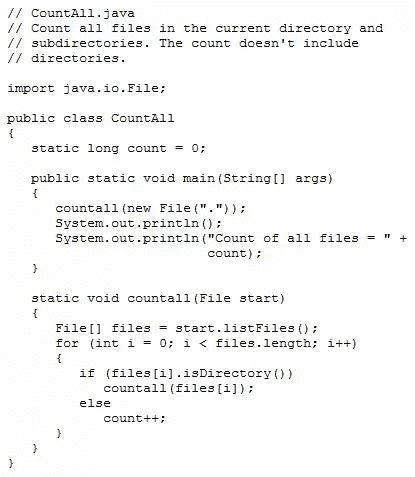 // CountAll.java
// Count all files in the current directory and
// subdirectories. The count doesn't include
// directories.

import java.io.File;

public class CountAll
{
   static long count = 0;

   public static void main(String[] args)
   {
      countall(new File("."));
      System.out.println();
      System.out.println("Count of all files = " +
                         count);
   }

   static void countall(File start)
   {
      File[] files = start.listFiles();
      for (int i = 0; i < files.length; i++)
      {
         if (files[i].isDirectory())
            countall(files[i]);
         else
            count++;
      }
   }
}